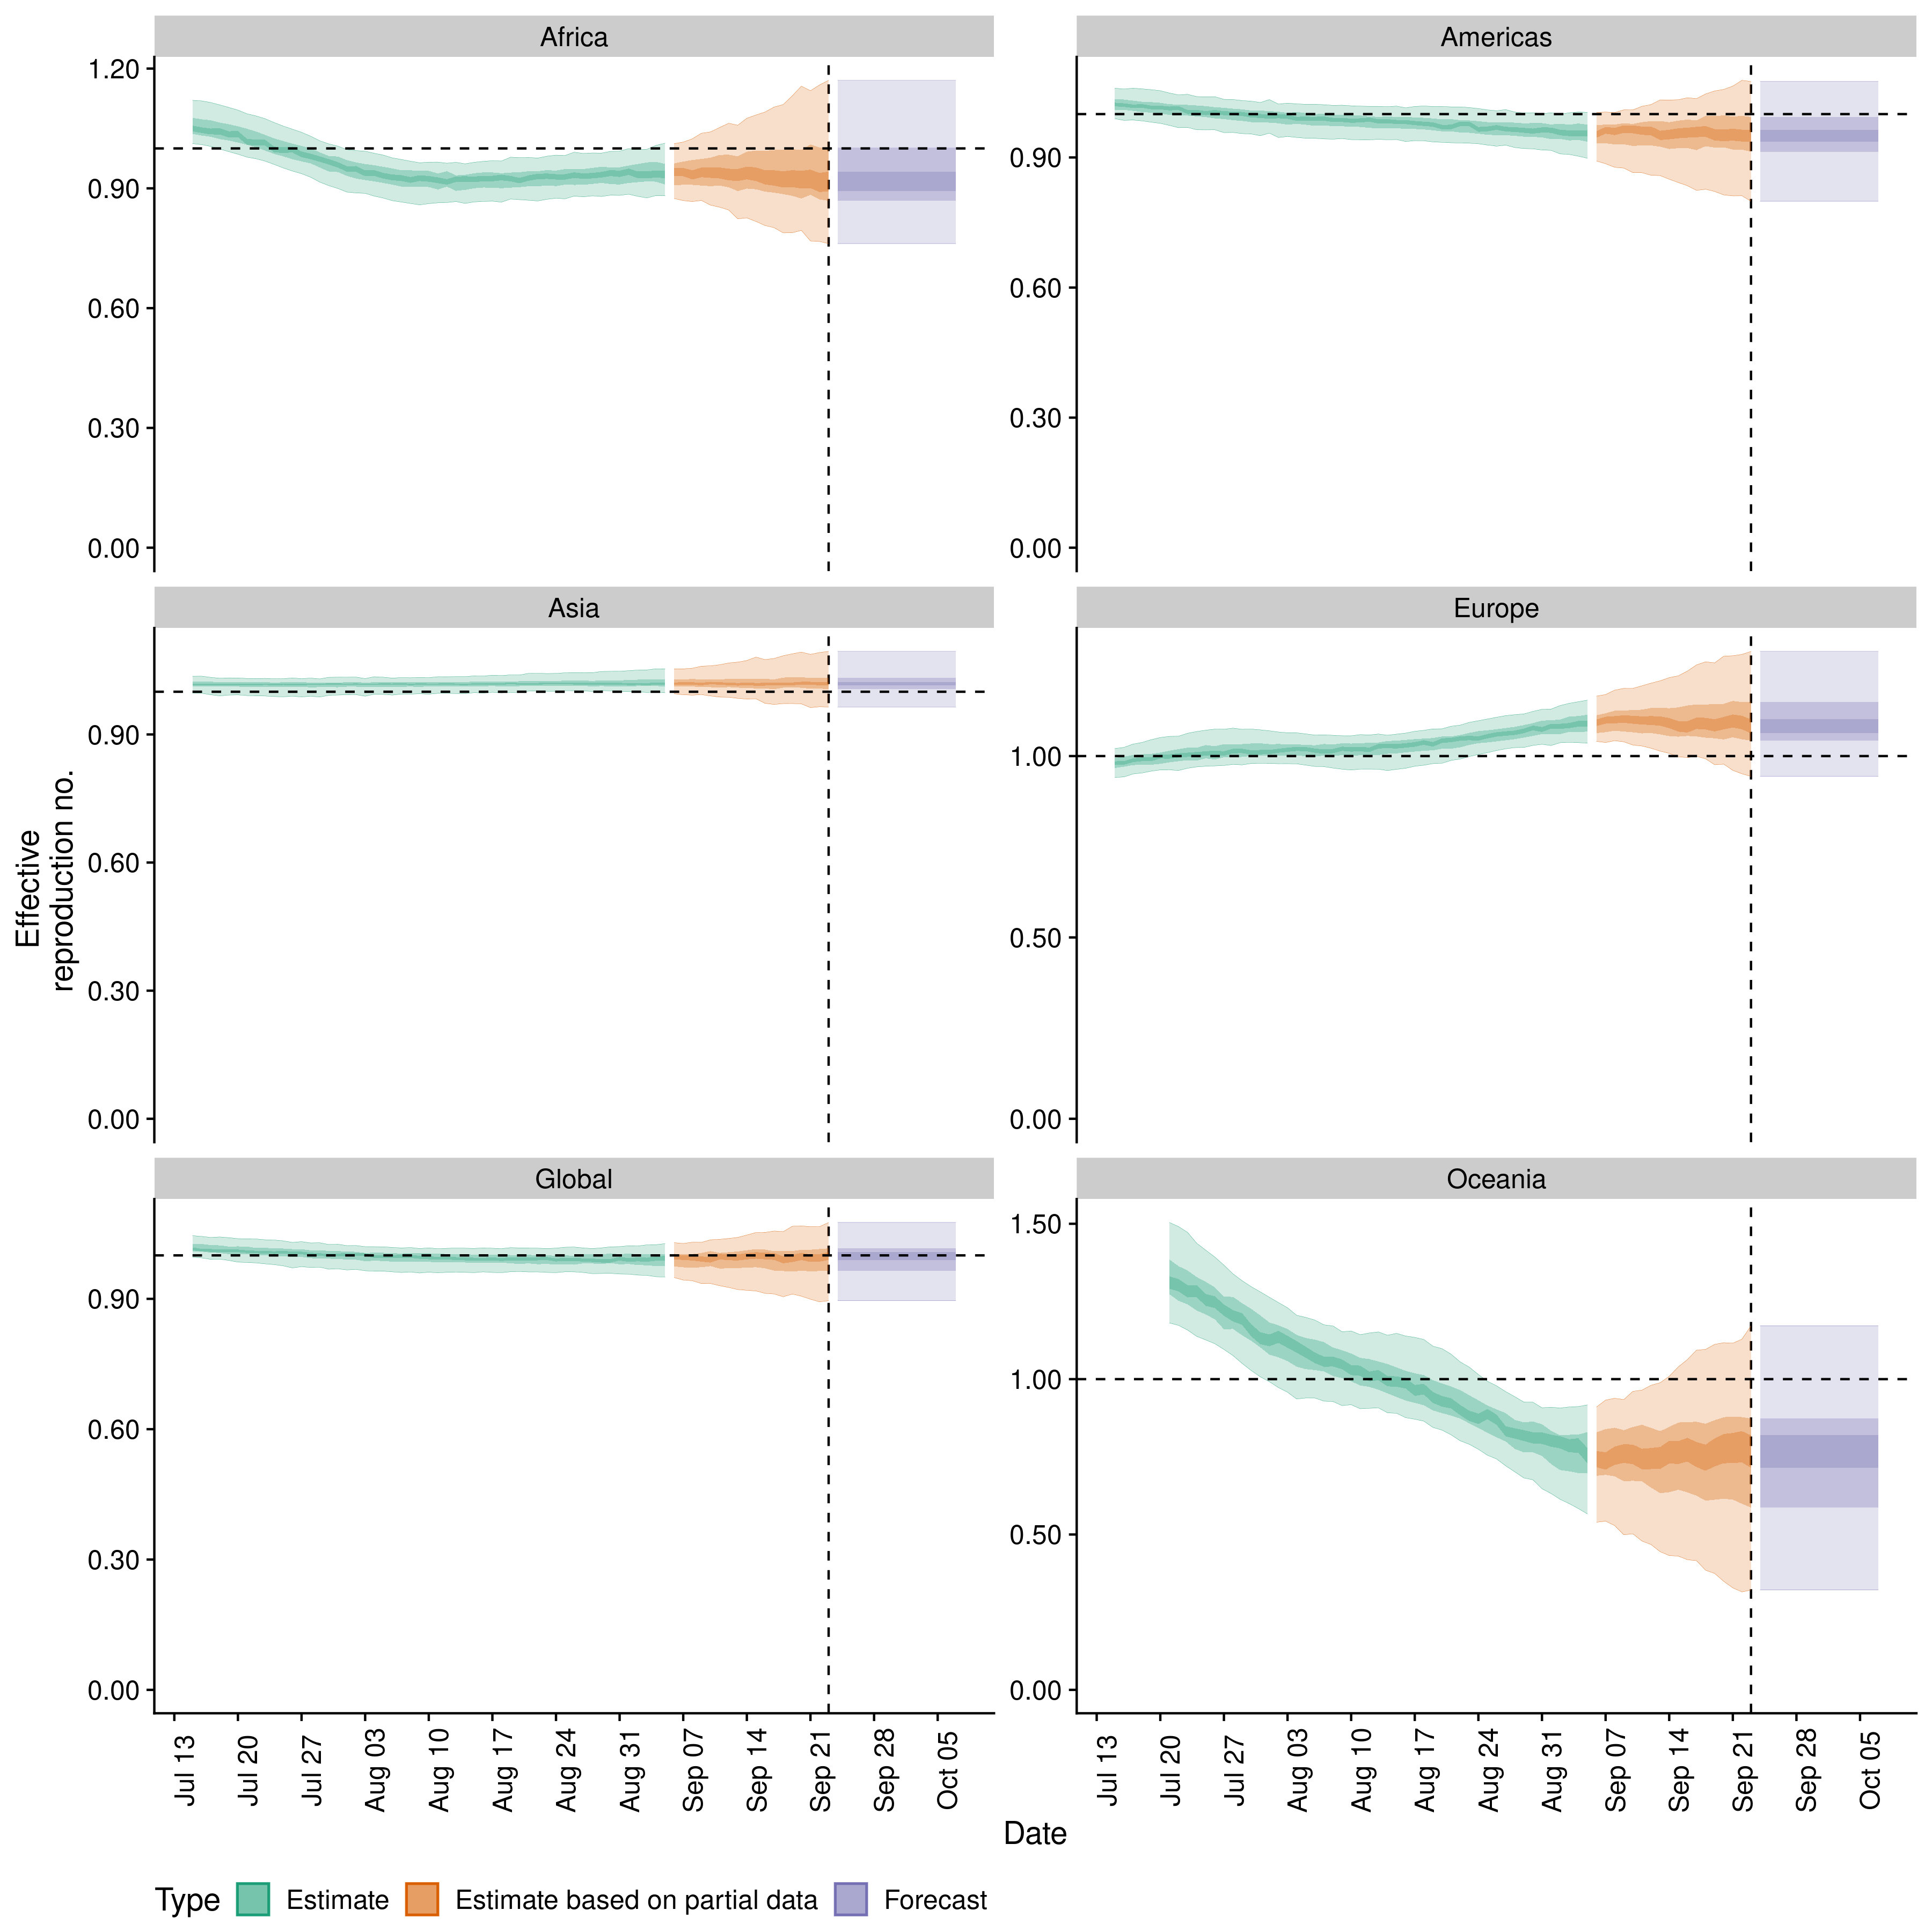 Africa
Americas
1.20
0.90
0.60
0.30
0.00
0.90
0.60
0.30
0.00
Asia
Europe
0.90
0.60
0.30
0.00
1.00
0.50
0.00
Global
Oceania
0.90
0.60
0.30
0.00
1.50
1.00
0.50
0.00
Effective
reproduction no.
Jul 13
Jul 20
Jul 27
Aug 03
Aug 10
Aug 17
Aug 24
Aug 31
Sep 07
Sep 14
Sep 21
Sep 28
Oct 05
Jul 13
Jul 20
Jul 27
Aug 03
Aug 10
Aug 17
Aug 24
Aug 31
Sep 07
Sep 14
Sep 21
Sep 28
Oct 05
Date
Type Estimate Estimate based on partial data Forecast